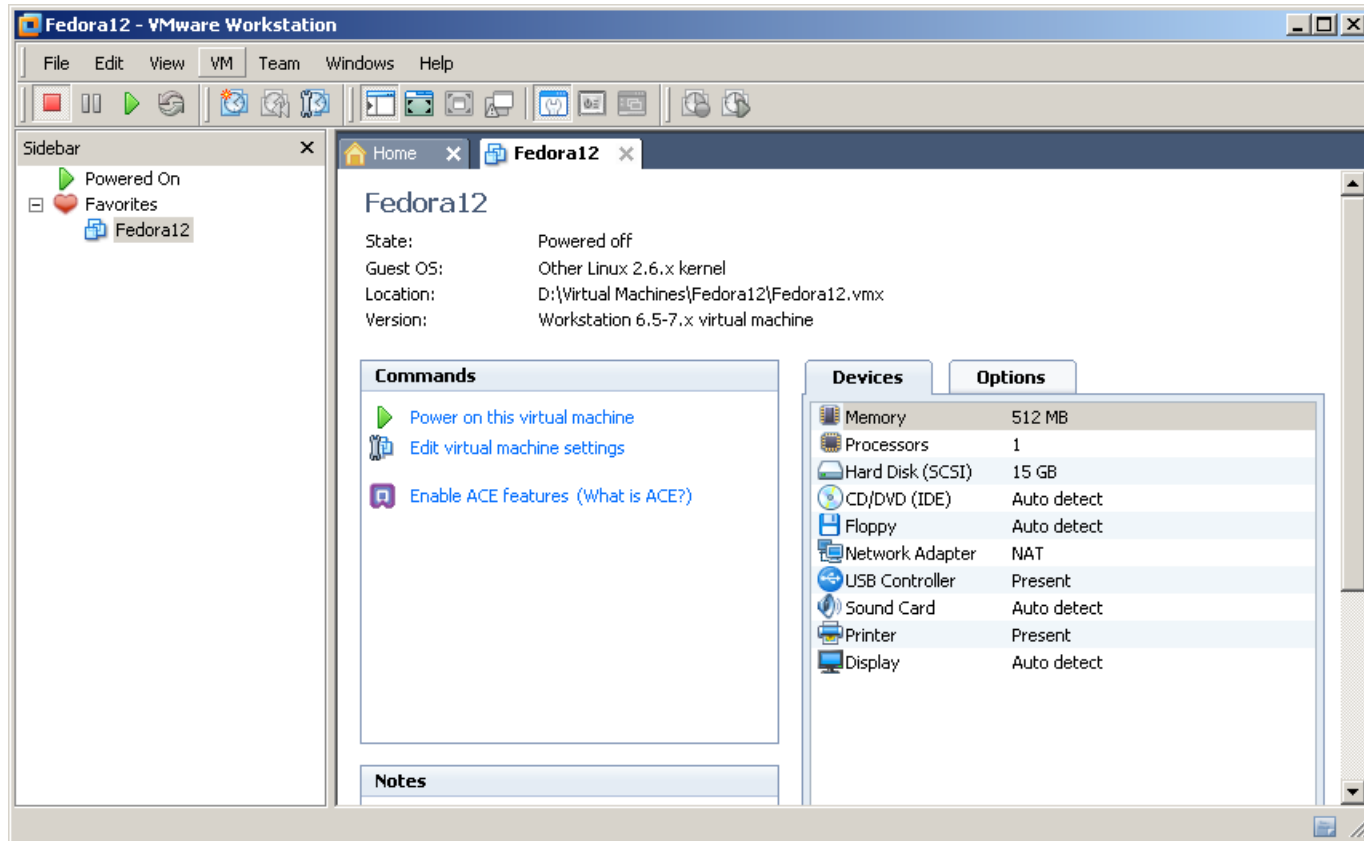 Fedora12 - VMware Workstation
File Edit View VM Team Windows Help
Sidebar
Powered On
Favorites
Fedora12
Home
Fedora12
Fedora12
State: Powered off
Guest OS: Other Linux 2.6.x kernel
Location: D:\Virtual Machines\Fedora12\Fedora12.vmx
Version: Workstation 6.5-7.x virtual machine
Commands
Power on this virtual machine
Edit virtual machine settings
Enable ACE features (What is ACE?)
Notes
Devices Options
Memory 512 MB
Processors 1
Hard Disk (SCSI) 15 GB
CD/DVD (IDE) Auto detect
Floppy Auto detect
Network Adapter NAT
USB Controller Present
Sound Card Auto detect
Printer Present
Display Auto detect